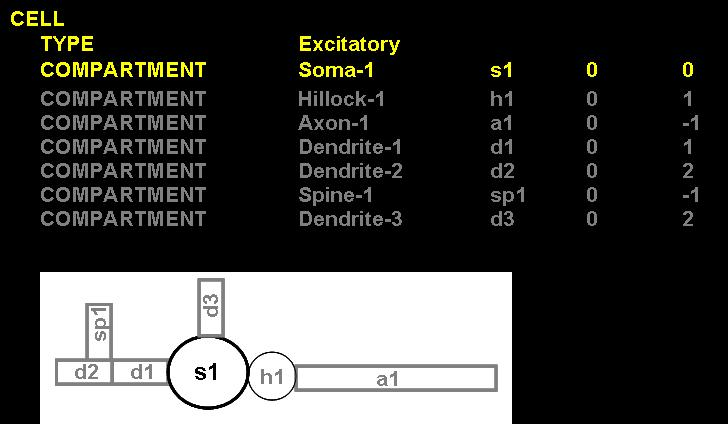 CELL
TYPE Excitatory
COMPARTMENT Soma-1 s1 0 0
COMPARTMENT Hillock-1 h1 0 1
COMPARTMENT Axon-1 a1 0 -1
COMPARTMENT Dendrite-1 d1 0 1
COMPARTMENT Dendrite-2 d2 0 2
COMPARTMENT Spine-1 sp1 0 -1
COMPARTMENT Dendrite-3 d3 0 2
d3
sp1
d2 d1 s1 h1 a1